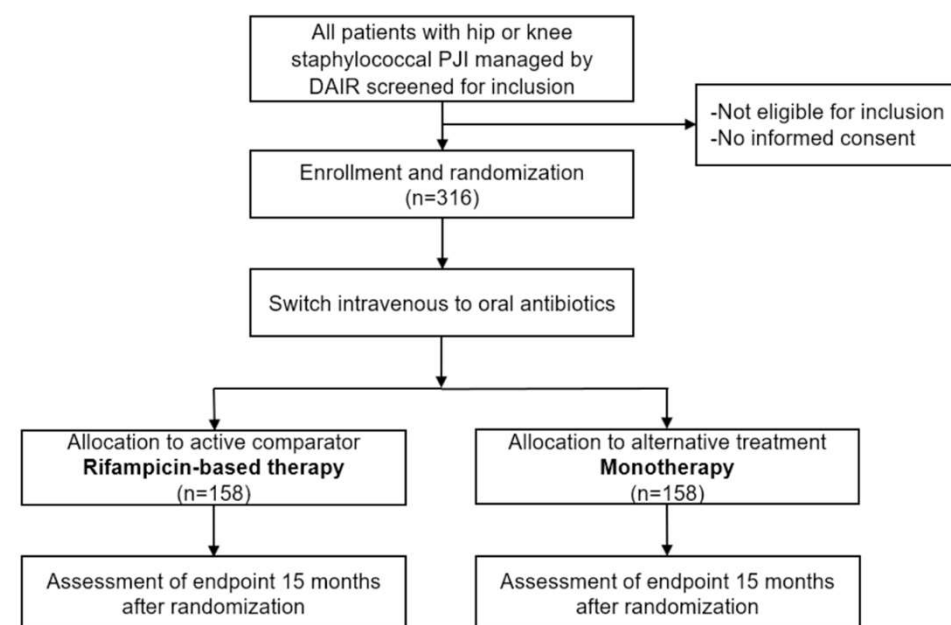 All patients with hip or knee
staphylococcal PJI managed by
DAIR screened for inclusion
-Not eligible for inclusion
-No informed consent
Enrollment and randomization
(n=316)
Switch intravenous to oral antibiotics
Allocation to active comparator
Rifampicin-based therapy
(n=158)
Allocation to alternative treatment
Monotherapy
(n=158)
Assessment of endpoint 15 months
after randomization
Assessment of endpoint 15 months
after randomization